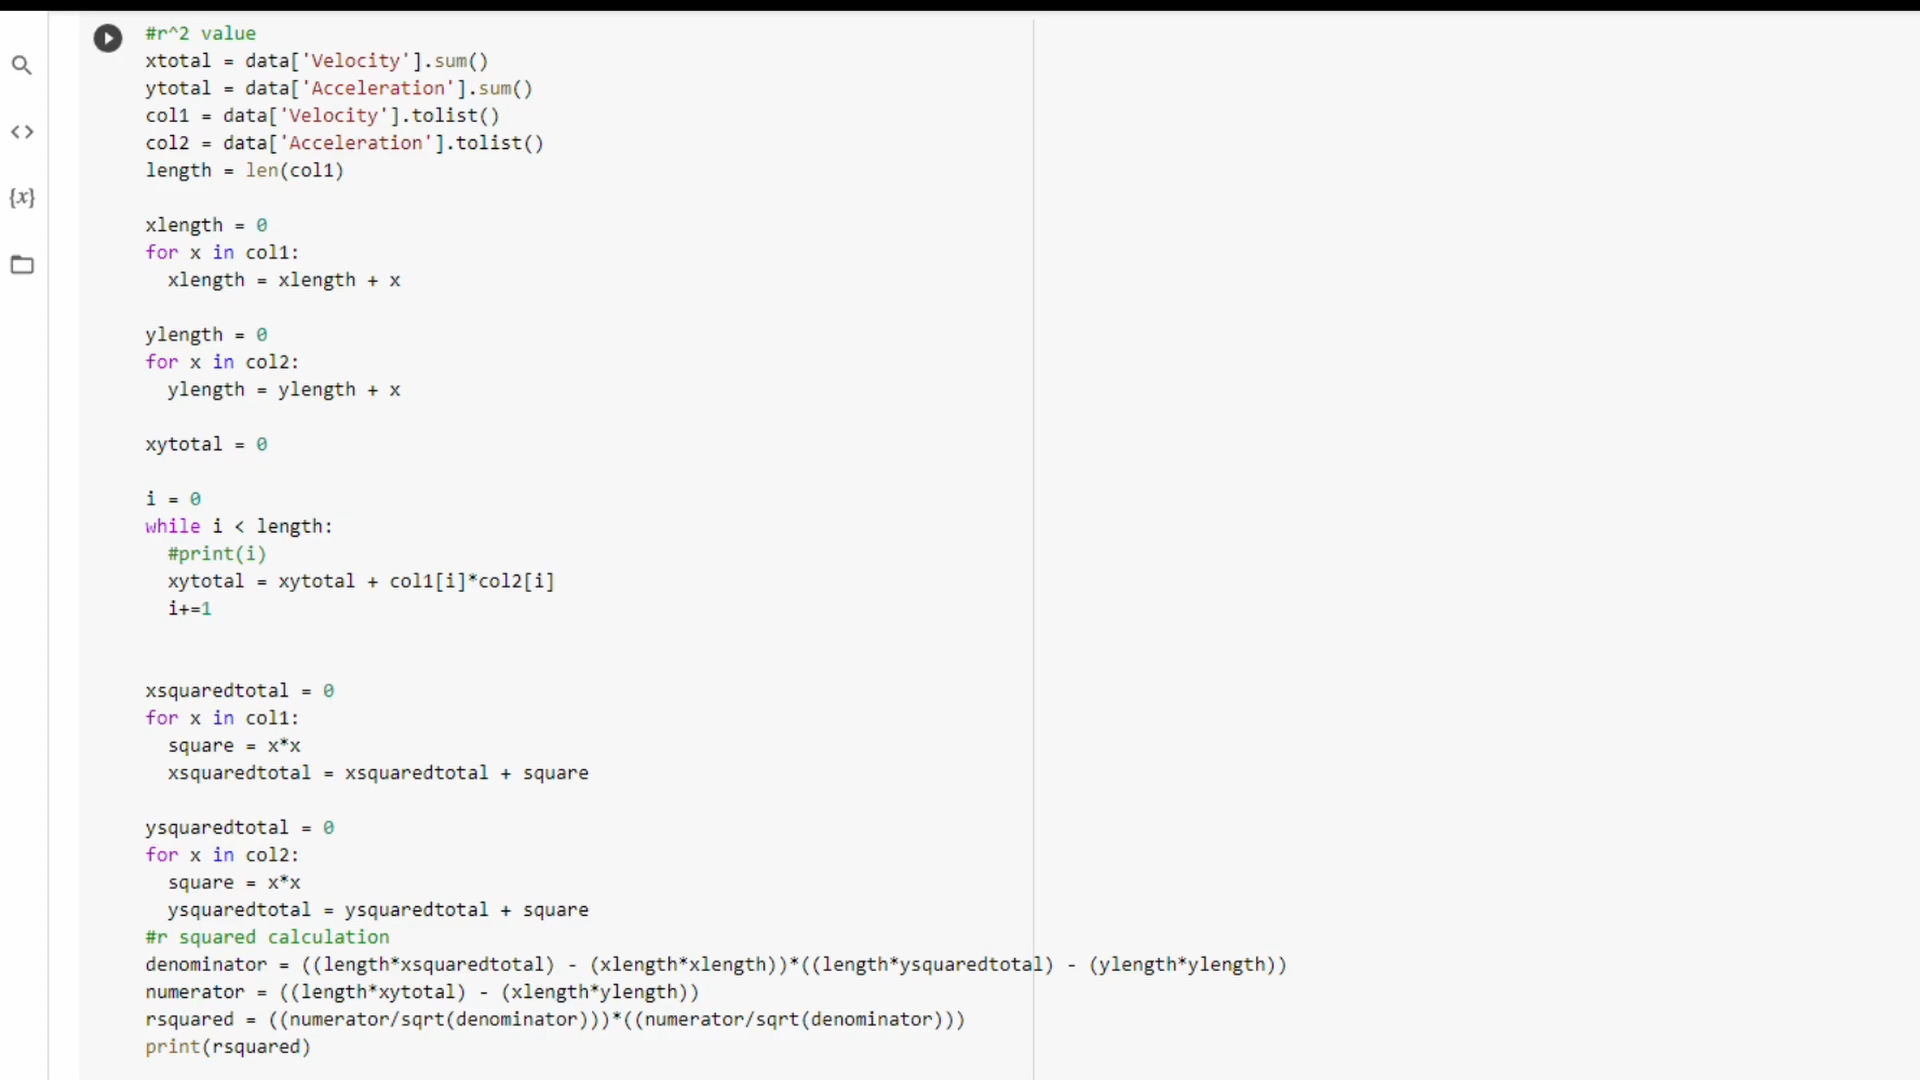 #r^2 value
xtotal = data['Velocity'].sum()
ytotal = data['Acceleration'].sum()
col1 = data['Velocity'].tolist()
col2 = data['Acceleration'].tolist()
length = len(col1)
xlength = 0
for x in col1:
  xlength = xlength + x
ylength = 0
for x in col2:
  ylength = ylength + x
xytotal = 0
i = 0
while i < length:
  #print(i)
  xytotal = xytotal + col1[i]*col2[i]
  i+=1
xsquaredtotal = 0
for x in col1:
  square = x*x
  xsquaredtotal = xsquaredtotal + square
ysquaredtotal = 0
for x in col2:
  square = x*x
  ysquaredtotal = ysquaredtotal + square
#r squared calculation
denominator = ((length*xsquaredtotal) - (xlength*xlength))*((length*ysquaredtotal) - (ylength*ylength))
numerator = ((length*xytotal) - (xlength*ylength))
rsquared = ((numerator/sqrt(denominator)))*((numerator/sqrt(denominator)))
print(rsquared)
{x}